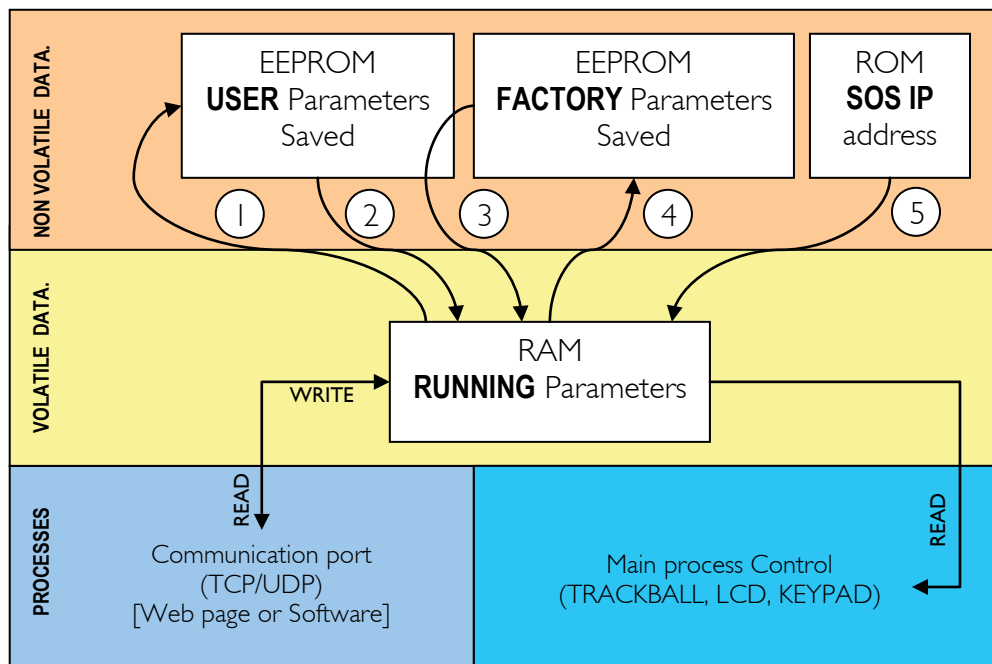 NON VOLATILE DATA.
EEPROM
USER Parameters
Saved
EEPROM
FACTORY Parameters
Saved
ROM
SOS IP
address
1
2
3
4
5
VOLATILE DATA.
RAM
RUNNING Parameters
WRITE
READ
READ
PROCESSES
Communication port
(TCP/UDP)
[Web page or Software]
Main process Control
(TRACKBALL, LCD, KEYPAD)